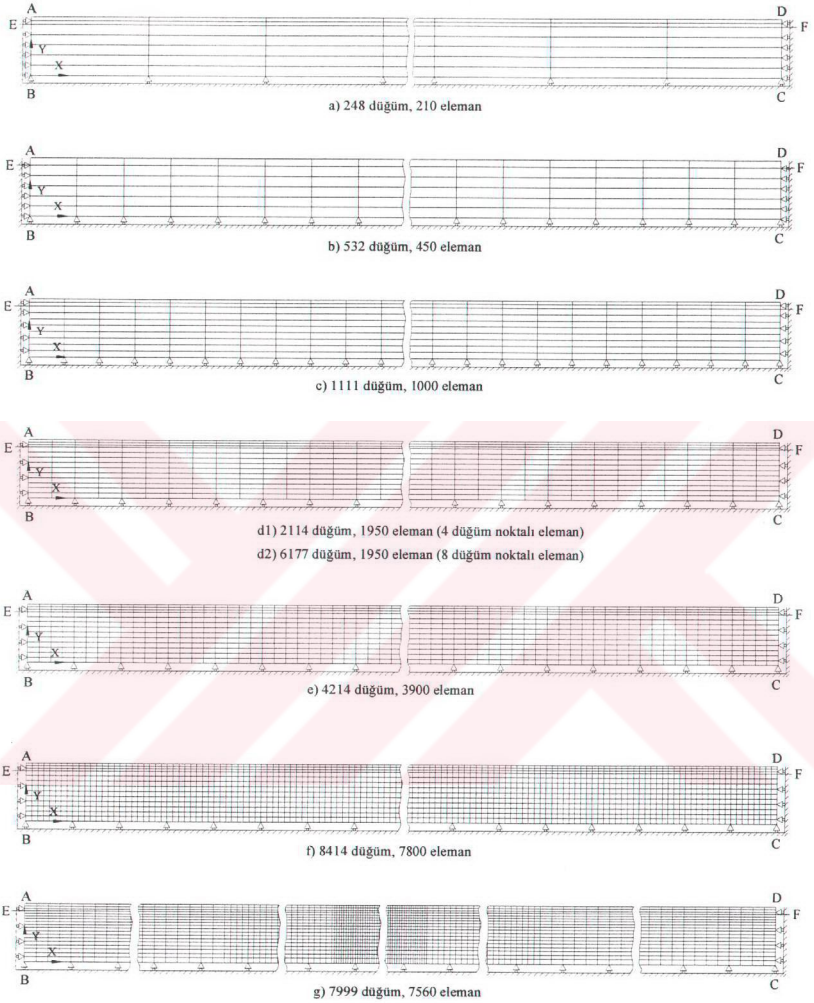 A D
E F
Y
X
B C
a) 248 düğüm, 210 eleman
A D
E F
Y
X
B C
b) 532 düğüm, 450 eleman
A D
E F
Y
X
B C
c) 1111 düğüm, 1000 eleman
A D
E F
Y
X
B C
d1) 2114 düğüm, 1950 eleman (4 düğüm noktalı eleman)
d2) 6177 düğüm, 1950 eleman (8 düğüm noktalı eleman)
A D
E F
Y
X
B C
e) 4214 düğüm, 3900 eleman
A D
E F
Y
X
B C
f) 8414 düğüm, 7800 eleman
A D
E F
Y
X
B C
g) 7999 düğüm, 7560 eleman